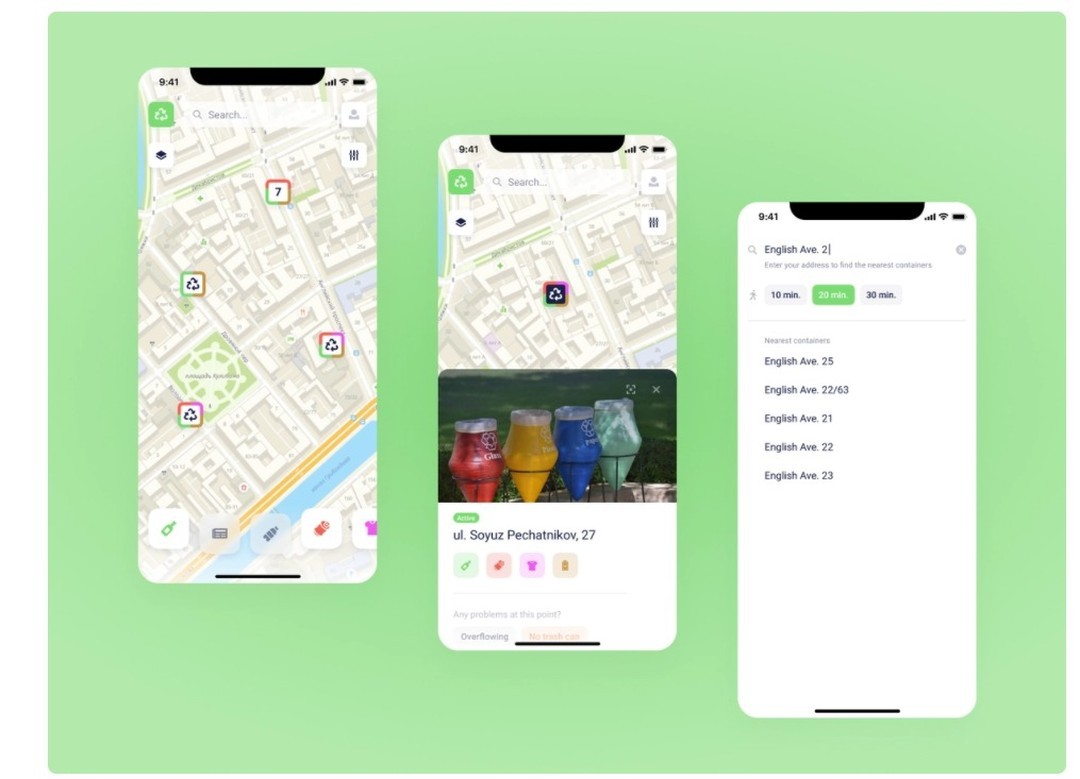 9:41
Search...
7
площадь Кулибина
9:41
Search...
Glass
Active
ul. Soyuz Pechatnikov, 27
Any problems at this point?
Overflowing
No trash can
9:41
English Ave. 2
Enter your address to find the nearest containers
10 min.
20 min.
30 min.
Nearest containers
English Ave. 25
English Ave. 22/63
English Ave. 21
English Ave. 22
English Ave. 23